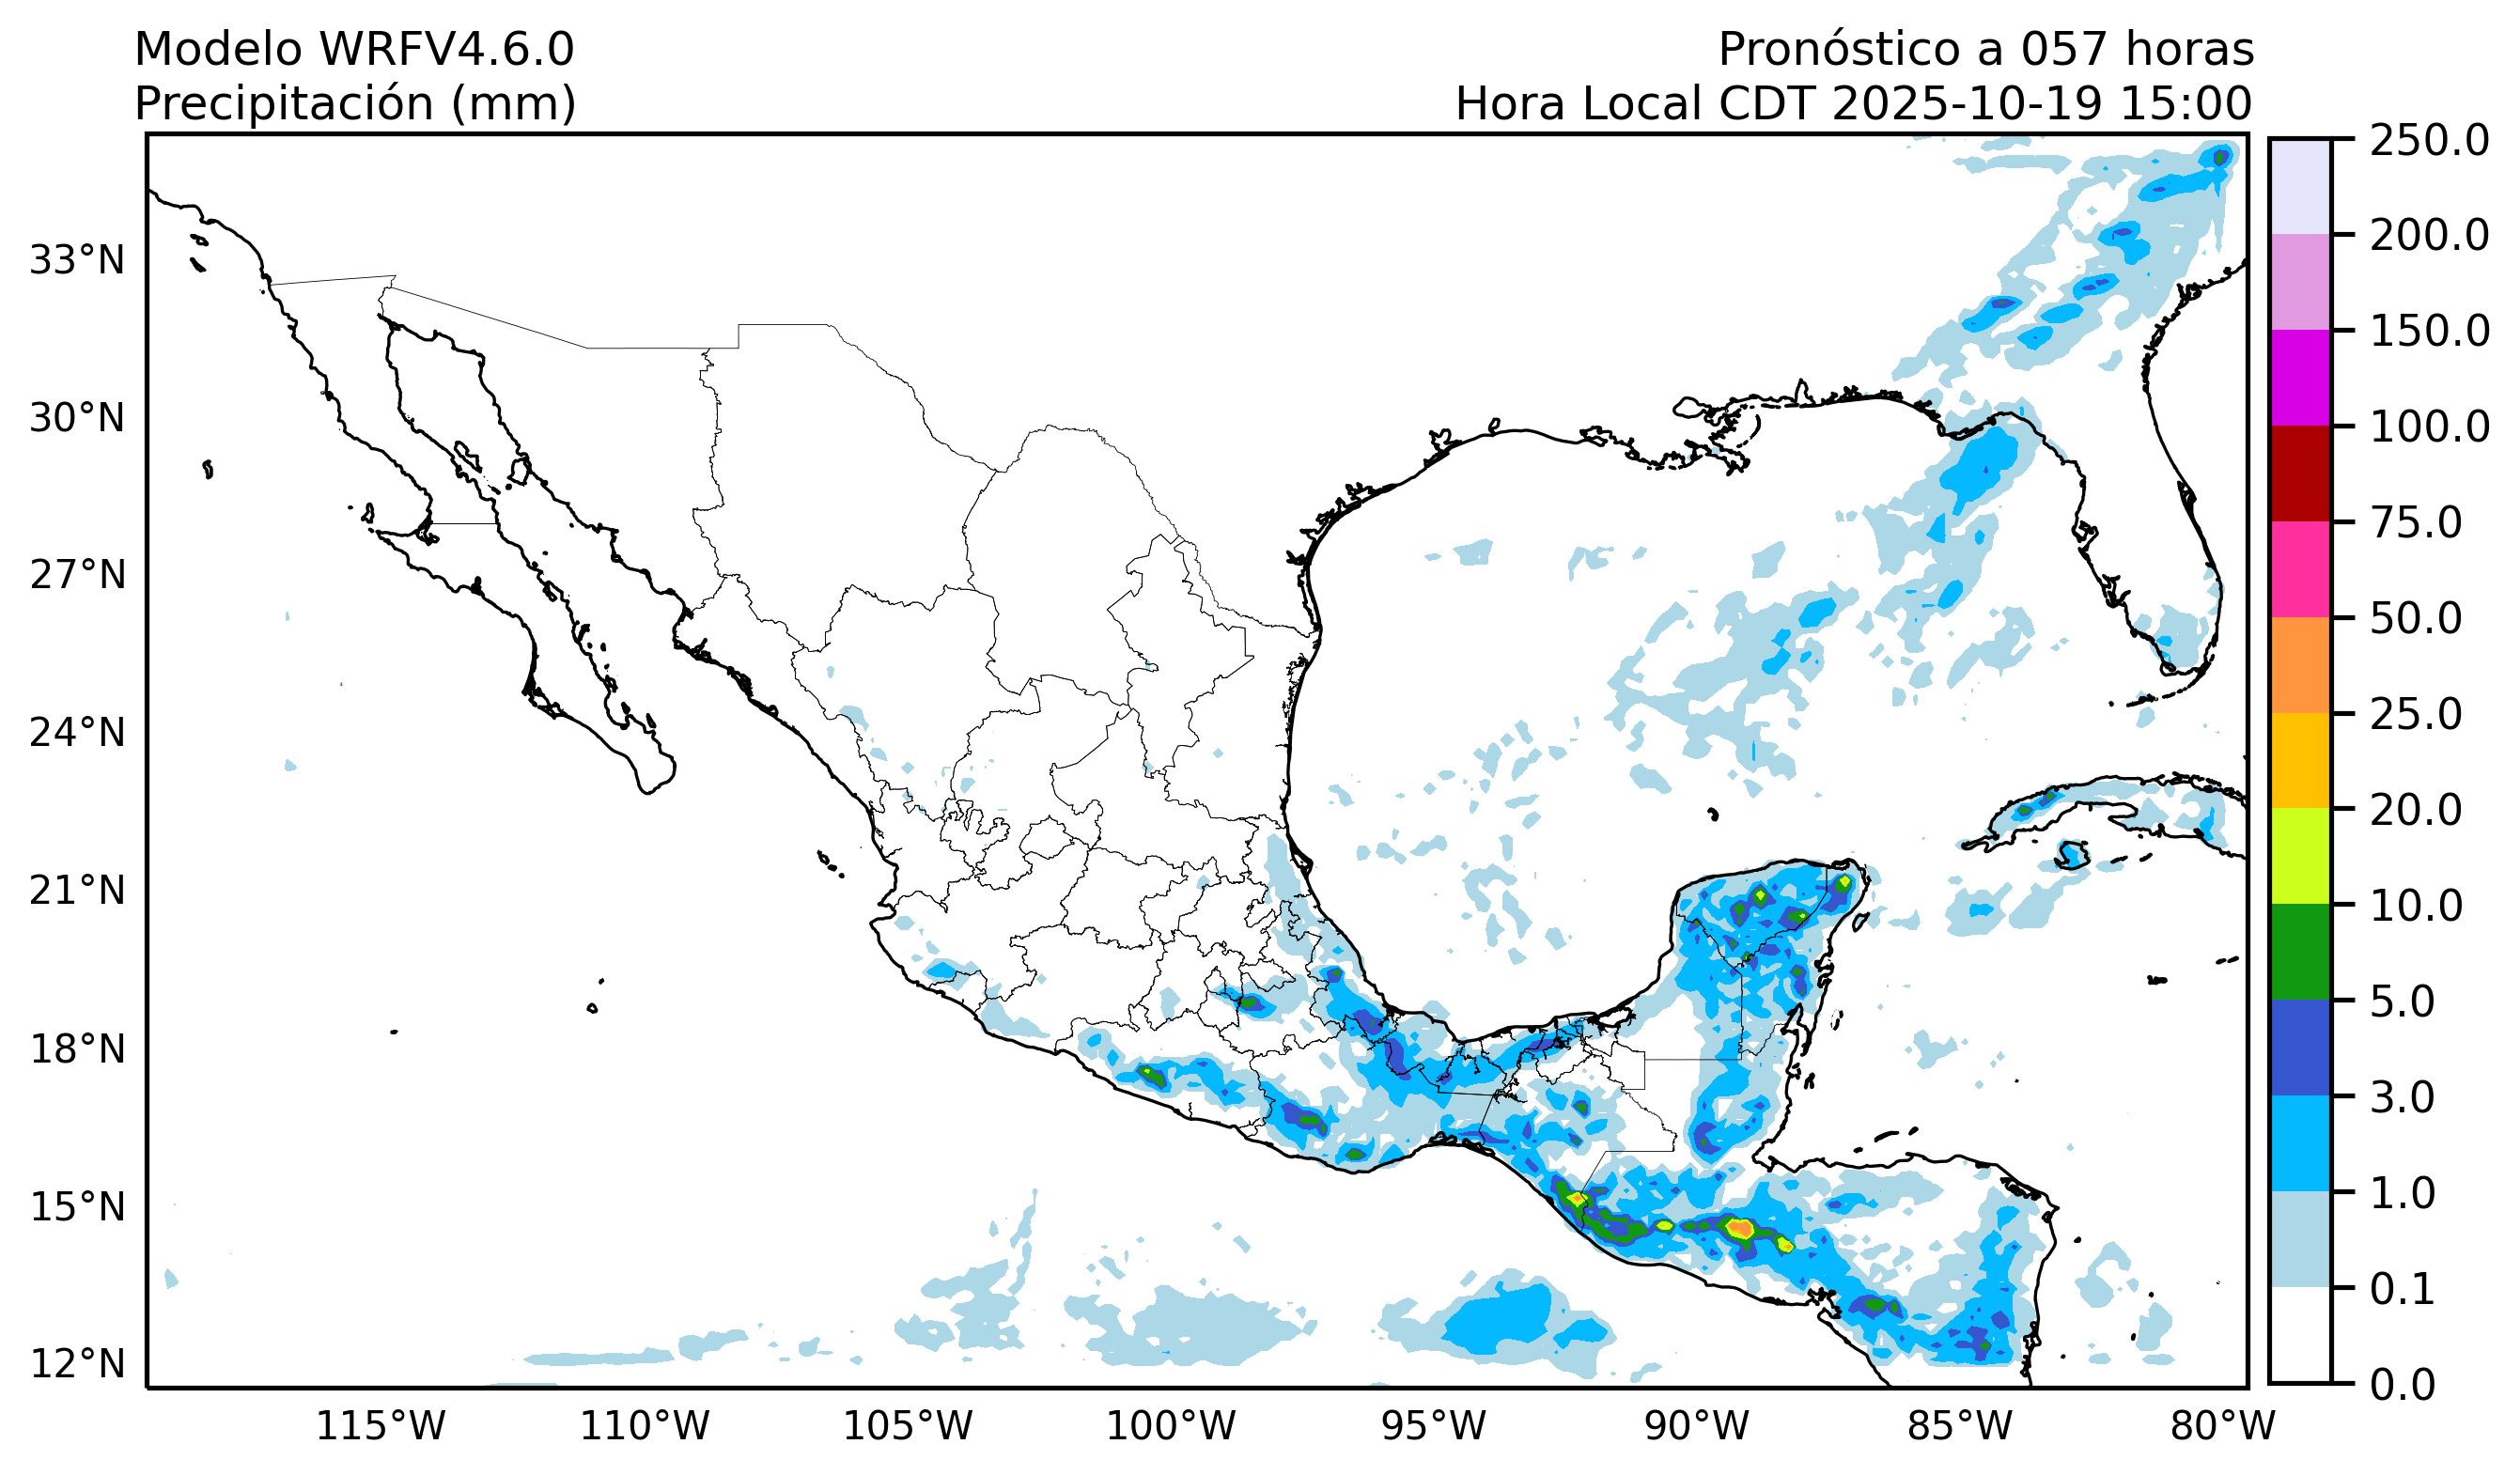 Modelo WRFV4.6.0
Precipitación (mm)
Pronóstico a 057 horas
Hora Local CDT 2025-10-19 15:00
33°N
30°N
27°N
24°N
21°N
18°N
15°N
12°N
115°W
110°W
105°W
100°W
95°W
90°W
85°W
80°W
250.0
200.0
150.0
100.0
75.0
50.0
25.0
20.0
10.0
5.0
3.0
1.0
0.1
0.0